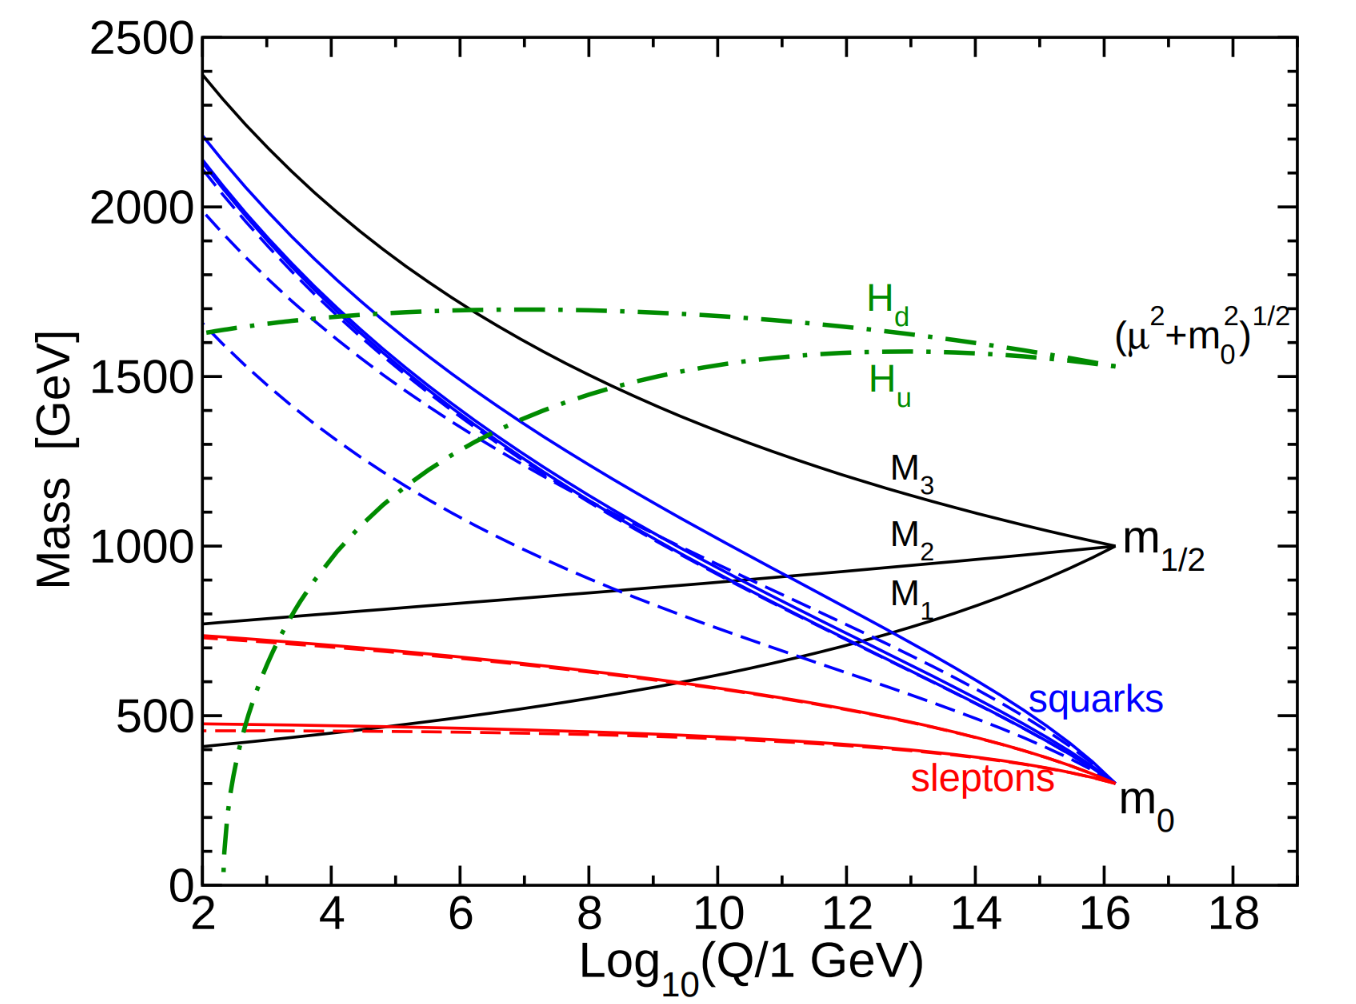 2500
2000
1500
1000
500
0
Mass [GeV]
H_d
(μ^2+m_0^2)^1/2
H_u
M_3
M_2
m_1/2
M_1
squarks
sleptons
m_0
2 4 6 8 10 12 14 16 18
Log_10(Q/1 GeV)